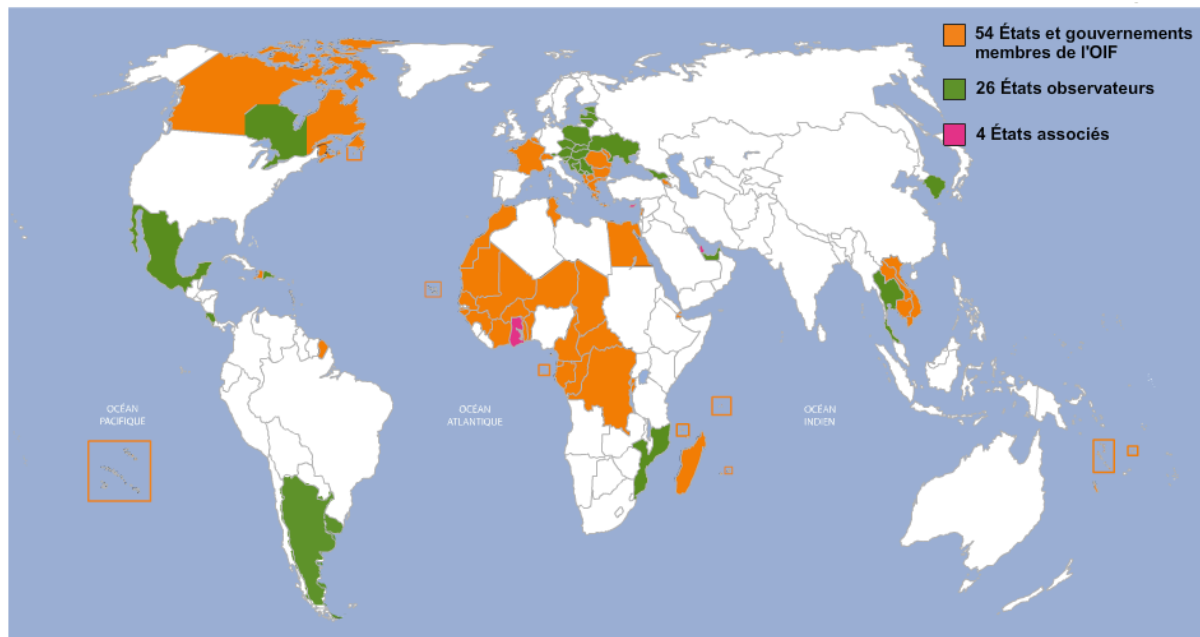 54 États et gouvernements
membres de l'OIF
26 États observateurs
4 États associés
OCÉAN
PACIFIQUE
OCÉAN
ATLANTIQUE
OCÉAN
INDIEN